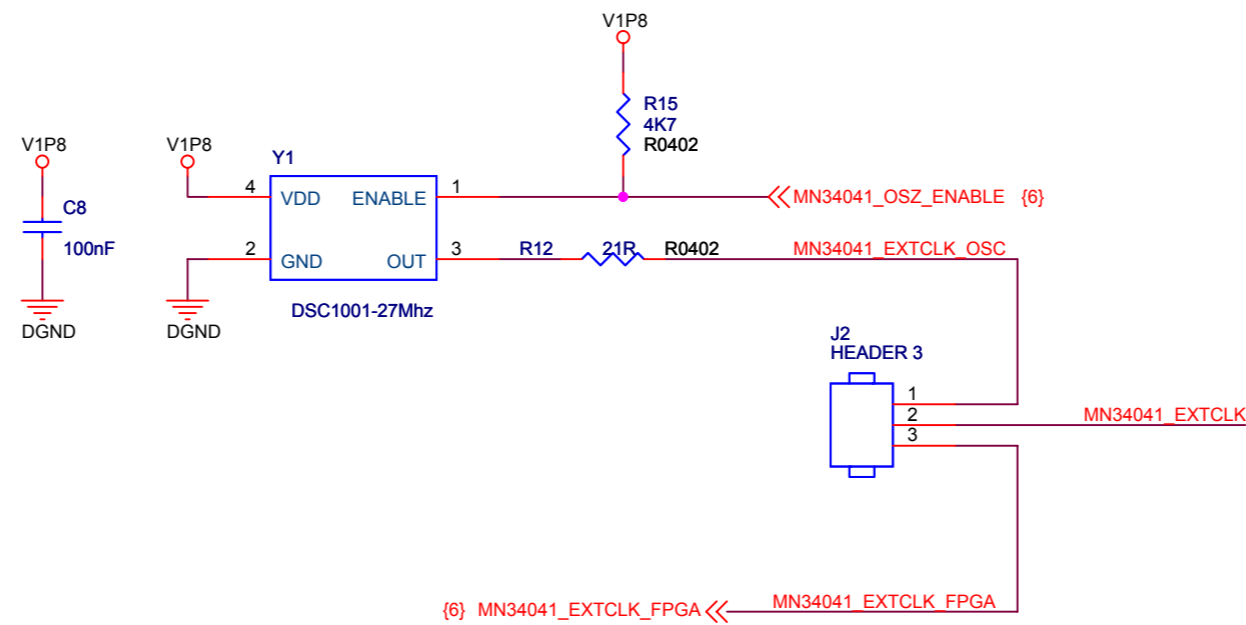 V1P8
R15
4K7
R0402
V1P8
C8
100nF
DGND
V1P8
Y1
4 VDD ENABLE 1
2 GND OUT 3
DSC1001-27Mhz
DGND
MN34041_OSZ_ENABLE {6}
R12 21R R0402 MN34041_EXTCLK_OSC
J2
HEADER 3
1
2 MN34041_EXTCLK
3
{6} MN34041_EXTCLK_FPGA MN34041_EXTCLK_FPGA